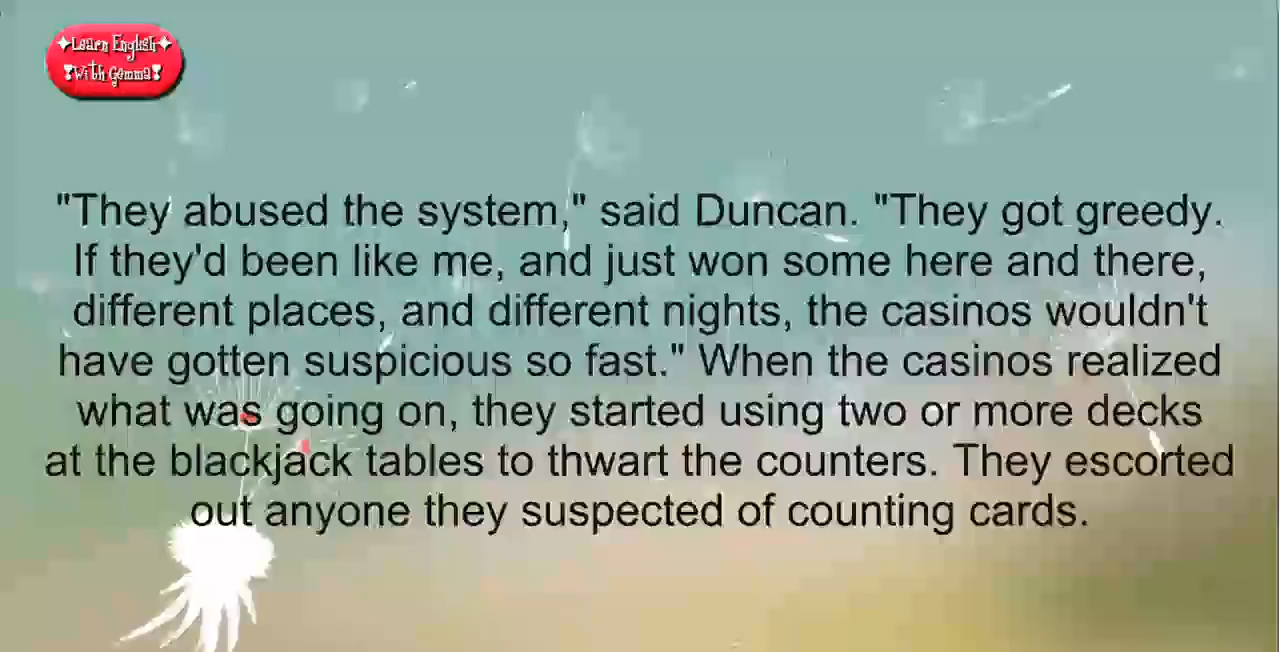 Learn English
With Gemma
"They abused the system," said Duncan. "They got greedy.
If they'd been like me, and just won some here and there,
different places, and different nights, the casinos wouldn't
have gotten suspicious so fast." When the casinos realized
what was going on, they started using two or more decks
at the blackjack tables to thwart the counters. They escorted
out anyone they suspected of counting cards.